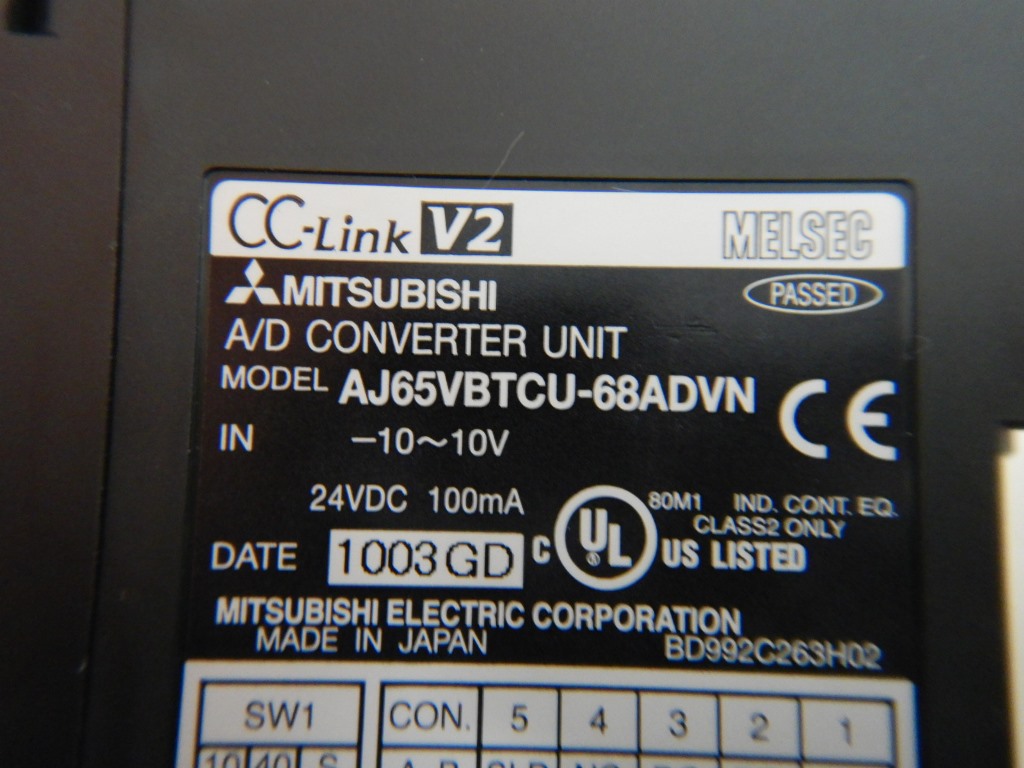 CC-Link V2 MELSEC
MITSUBISHI PASSED
A/D CONVERTER UNIT
MODEL AJ65VBTCU-68ADVN CE
IN -10~10V
24VDC 100mA
80M1 IND. CONT. EQ.
CLASS2 ONLY
C UL ® US LISTED
DATE 1003GD
MITSUBISHI ELECTRIC CORPORATION
MADE IN JAPAN BD992C263H02
SW1 CON. 5 4 3 2 1
10 40 S